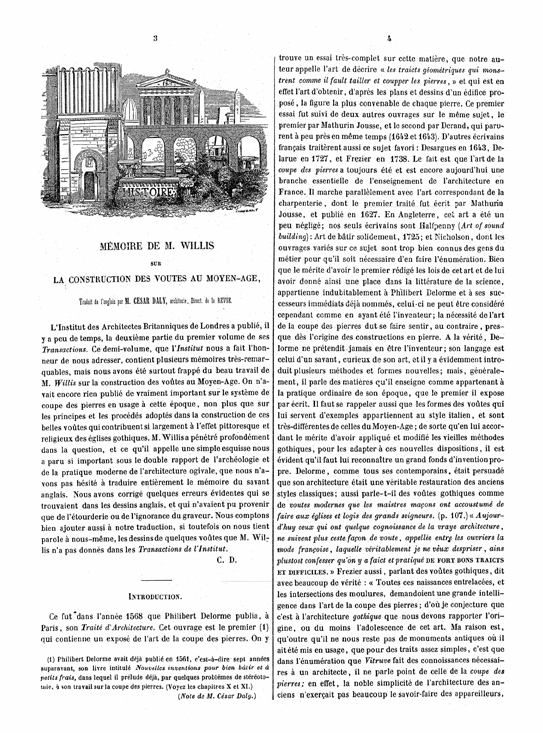 3
HISTOIRE
MÉMOIRE DE M. WILLIS
SUR
LA CONSTRUCTION DES VOUTES AU MOYEN-AGE,
Traduit de l'anglais par M. CÉSAR DALY, architecte, Direct. de la REVUE.
L'Institut des Architectes Britanniques de Londres a publié, il
y a peu de temps, la deuxième partie du premier volume de ses
Transactions. Ce demi-volume, que l'Institut nous a fait l'hon-
neur de nous adresser, contient plusieurs mémoires très-remar-
quables, mais nous avons été surtout frappé du beau travail de
M. Willis sur la construction des voûtes au Moyen-Age. On n'a-
vait encore rien publié de vraiment important sur le système de
coupe des pierres en usage à cette époque, non plus que sur
les principes et les procédés adoptés dans la construction de ces
belles voûtes qui contribuent si largement à l'effet pittoresque et
religieux des églises gothiques. M. Willis a pénétré profondément
dans la question, et ce qu'il appelle une simple esquisse nous
a paru si important sous le double rapport de l'archéologie et
de la pratique moderne de l'architecture ogivale, que nous n'a-
vons pas hésité à traduire entièrement le mémoire du savant
anglais. Nous avons corrigé quelques erreurs évidentes qui se
trouvaient dans les dessins anglais, et qui n'avaient pu provenir
que de l'étourderie ou de l'ignorance du graveur. Nous comptons
bien ajouter aussi à notre traduction, si toutefois on nous tient
parole à nous-même, les dessins de quelques voûtes que M. Wil-
lis n'a pas donnés dans les Transactions de l'Institut.
C. D.
INTRODUCTION.
Ce fut dans l'année 1568 que Philibert Delorme publia, à
Paris, son Traité d'Architecture. Cet ouvrage est le premier (1)
qui contienne un exposé de l'art de la coupe des pierres. On y
(1) Philibert Delorme avait déjà publié en 1561, c'est-à-dire sept années
auparavant, son livre intitulé Nouvelles inventions pour bien bâtir et à
petits frais, dans lequel il prélude déjà, par quelques problèmes de stéréoto-
mie, à son travail sur la coupe des pierres. (Voyez les chapitres X et XI.)
(Note de M. César Daly.)
4
trouve un essai très-complet sur cette matière, que notre au-
teur appelle l'art de décrire « les traicts géométriques qui mons-
trent comme il fault tailler et coupper les pierres, » et qui est en
effet l'art d'obtenir, d'après les plans et dessins d'un édifice pro-
posé, la figure la plus convenable de chaque pierre. Ce premier
essai fut suivi de deux autres ouvrages sur le même sujet, le
premier par Mathurin Jousse, et le second par Derand, qui paru-
rent à peu près en même temps (1642 et 1643). D'autres écrivains
français traitèrent aussi ce sujet favori : Desargues en 1643, De-
larue en 1727, et Frezier en 1738. Le fait est que l'art de la
coupe des pierres a toujours été et est encore aujourd'hui une
branche essentielle de l'enseignement de l'architecture en
France. Il marche parallèlement avec l'art correspondant de la
charpenterie, dont le premier traité fut écrit par Mathurin
Jousse, et publié en 1627. En Angleterre, cet art a été un
peu négligé; nos seuls écrivains sont Halfpenny (Art of sound
building) : Art de bâtir solidement, 1725; et Nicholson, dont les
ouvrages variés sur ce sujet sont trop bien connus des gens du
métier pour qu'il soit nécessaire d'en faire l'énumération. Bien
que le mérite d'avoir le premier rédigé les lois de cet art et de lui
avoir donné ainsi une place dans la littérature de la science,
appartienne indubitablement à Philibert Delorme et à ses suc-
cesseurs immédiats déjà nommés, celui-ci ne peut être considéré
cependant comme en ayant été l'inventeur; la nécessité de l'art
de la coupe des pierres dut se faire sentir, au contraire, pres-
que dès l'origine des constructions en pierre. A la vérité, De-
lorme ne prétendit jamais en être l'inventeur; son langage est
celui d'un savant, curieux de son art, et il y a évidemment intro-
duit plusieurs méthodes et formes nouvelles; mais, générale-
ment, il parle des matières qu'il enseigne comme appartenant à
la pratique ordinaire de son époque, que le premier il expose
par écrit. Il faut se rappeler aussi que les formes des voûtes qui
lui servent d'exemples appartiennent au style italien, et sont
très-différentes de celles du Moyen-Age; de sorte qu'en lui accor-
dant le mérite d'avoir appliqué et modifié les vieilles méthodes
gothiques, pour les adapter à ces nouvelles dispositions, il est
évident qu'il faut lui reconnaître un grand fonds d'invention pro-
pre. Delorme, comme tous ses contemporains, était persuadé
que son architecture était une véritable restauration des anciens
styles classiques; aussi parle-t-il des voûtes gothiques comme
de voutes modernes que les maistres maçons ont accoustumé de
faire aux églises et logis des grands seigneurs. (p. 107.) « Aujour-
d'huy ceux qui ont quelque cognoissance de la vraye architecture,
ne suivent plus ceste façon de voute, appellée entre les ouvriers la
mode françoise, laquelle véritablement je ne veux despriser, ains
plustost confesser qu'on y a faict et pratiqué DE FORT BONS TRAICTS
ET DIFFICILES. » Frezier aussi, parlant des voûtes gothiques, dit
avec beaucoup de vérité : « Toutes ces naissances entrelacées, et
les intersections des moulures, demandoient une grande intelli-
gence dans l'art de la coupe des pierres; d'où je conjecture que
c'est à l'architecture gothique que nous devons rapporter l'ori-
gine, ou du moins l'adolescence de cet art. Ma raison est,
qu'outre qu'il ne nous reste pas de monuments antiques où il
ait été mis en usage, que pour des traits assez simples, c'est que
dans l'énumération que Vitruve fait des connoissances nécessai-
res à un architecte, il ne parle point de celle de la coupe des
pierres; en effet, la noble simplicité de l'architecture des an-
ciens n'exerçait pas beaucoup le savoir-faire des appareilleurs,